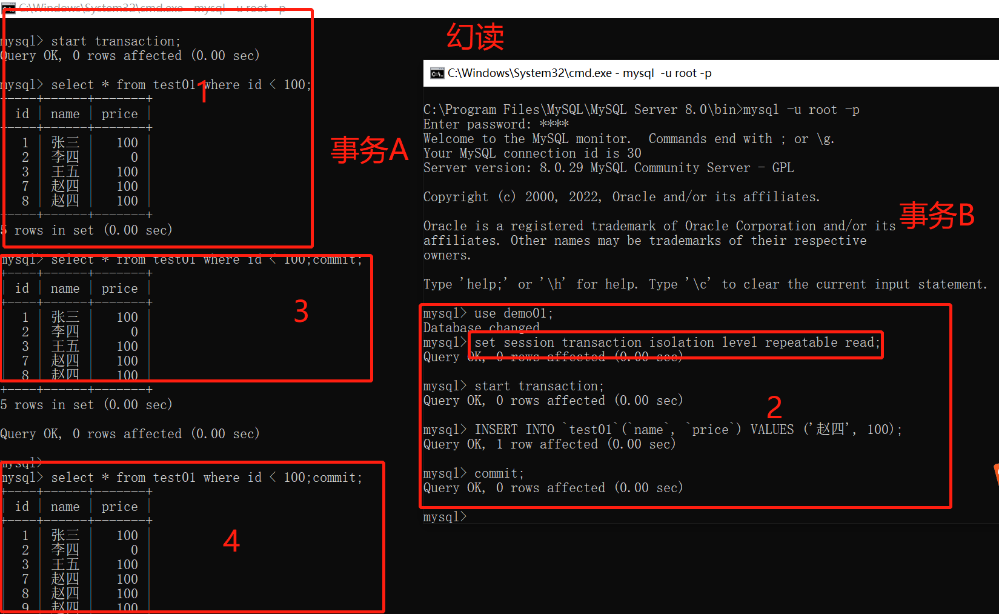 C:\Windows\System32\cmd.exe - mysql -u root -p
mysql> start transaction;
Query OK, 0 rows affected (0.00 sec)
mysql> select * from test01 where id < 100;
1
+-----+------+-------+
| id | name | price |
+-----+------+-------+
| 1 | 张三 | 100 |
| 2 | 李四 | 0 |
| 3 | 王五 | 100 |
| 7 | 赵四 | 100 |
| 8 | 赵四 | 100 |
+-----+------+-------+
5 rows in set (0.00 sec)
事务A
mysql> select * from test01 where id < 100;commit;
+----+------+-------+
| id | name | price |
+----+------+-------+
| 1 | 张三 | 100 |
| 2 | 李四 | 0 |
| 3 | 王五 | 100 |
| 7 | 赵四 | 100 |
| 8 | 赵四 | 100 |
+----+------+-------+
3
5 rows in set (0.00 sec)
Query OK, 0 rows affected (0.00 sec)
mysql>
mysql> select * from test01 where id < 100;commit;
+----+------+-------+
| id | name | price |
+----+------+-------+
| 1 | 张三 | 100 |
| 2 | 李四 | 0 |
| 3 | 王五 | 100 |
| 7 | 赵四 | 100 |
| 8 | 赵四 | 100 |
| 9 | 赵四 | 100 |
4
幻读
C:\Windows\System32\cmd.exe - mysql -u root -p
C:\Program Files\MySQL\MySQL Server 8.0\bin>mysql -u root -p
Enter password: ****
Welcome to the MySQL monitor.  Commands end with ; or \g.
Your MySQL connection id is 30
Server version: 8.0.29 MySQL Community Server - GPL
Copyright (c) 2000, 2022, Oracle and/or its affiliates.
事务B
Oracle is a registered trademark of Oracle Corporation and/or its
affiliates. Other names may be trademarks of their respective
owners.
Type 'help;' or '\h' for help. Type '\c' to clear the current input statement.
mysql> use demo01;
Database changed
mysql> set session transaction isolation level repeatable read;
Query OK, 0 rows affected (0.00 sec)
mysql> start transaction;
Query OK, 0 rows affected (0.00 sec)
2
mysql> INSERT INTO `test01`(`name`, `price`) VALUES ('赵四', 100);
Query OK, 1 row affected (0.00 sec)
mysql> commit;
Query OK, 0 rows affected (0.00 sec)
mysql>